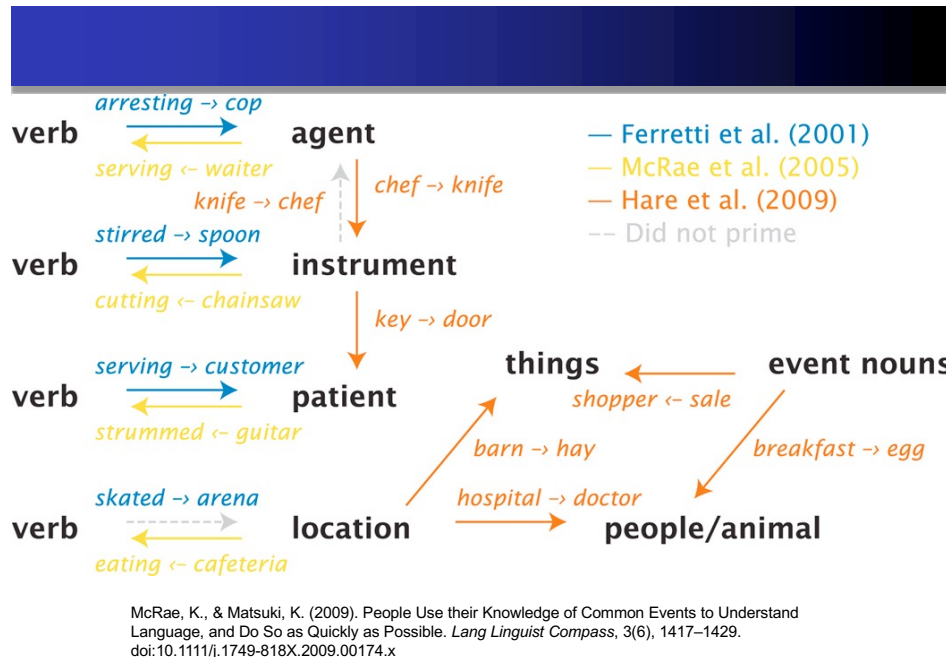 arresting –› cop
verb agent
serving ‹– waiter
knife –› chef
chef –› knife
— Ferretti et al. (2001)
— McRae et al. (2005)
— Hare et al. (2009)
-- Did not prime
stirred –› spoon
verb instrument
cutting ‹– chainsaw
key –› door
serving –› customer
verb patient
strummed ‹– guitar
things event nouns
shopper ‹– sale
barn –› hay
breakfast –› egg
skated –› arena
hospital –› doctor
verb location people/animal
eating ‹– cafeteria
McRae, K., & Matsuki, K. (2009). People Use their Knowledge of Common Events to Understand
Language, and Do So as Quickly as Possible. Lang Linguist Compass, 3(6), 1417–1429.
doi:10.1111/j.1749-818X.2009.00174.x